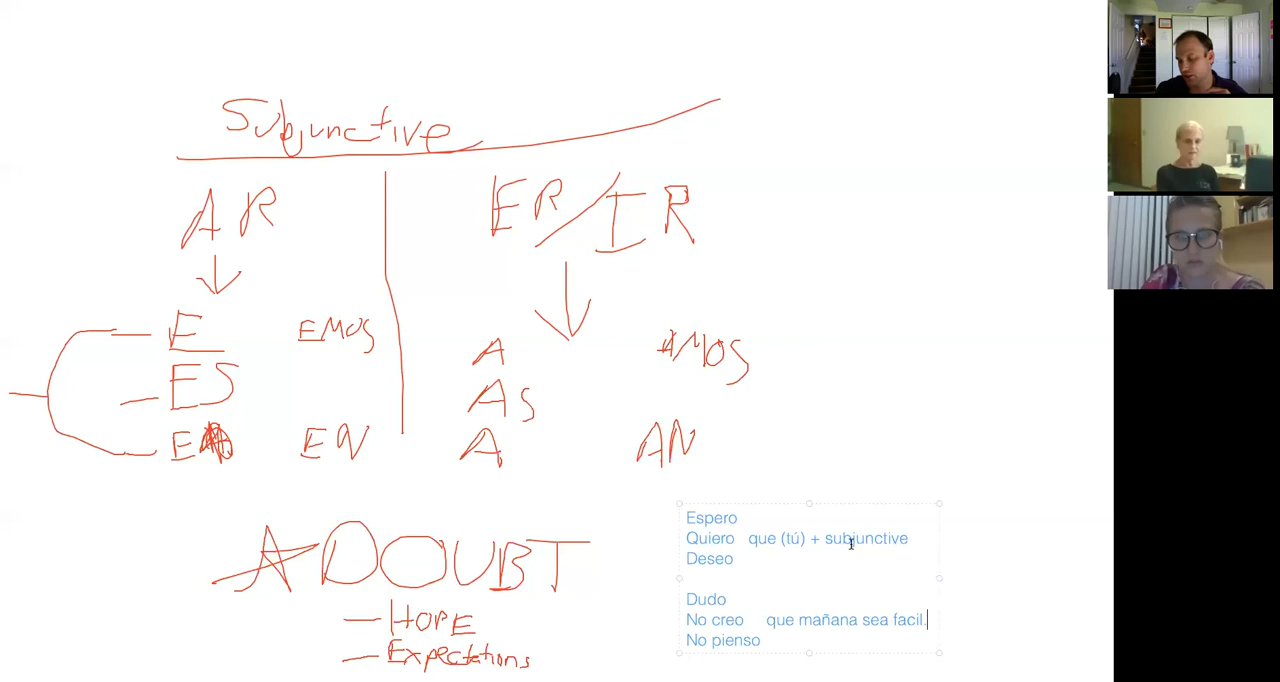 Subjunctive
AR ER/IR
E EMOS A AMOS
ES AS
E EN A AN
DOUBT
— HOPE
— Expectations
Espero
Quiero que (tú) + subjunctive
Deseo
Dudo
No creo que mañana sea facil.
No pienso